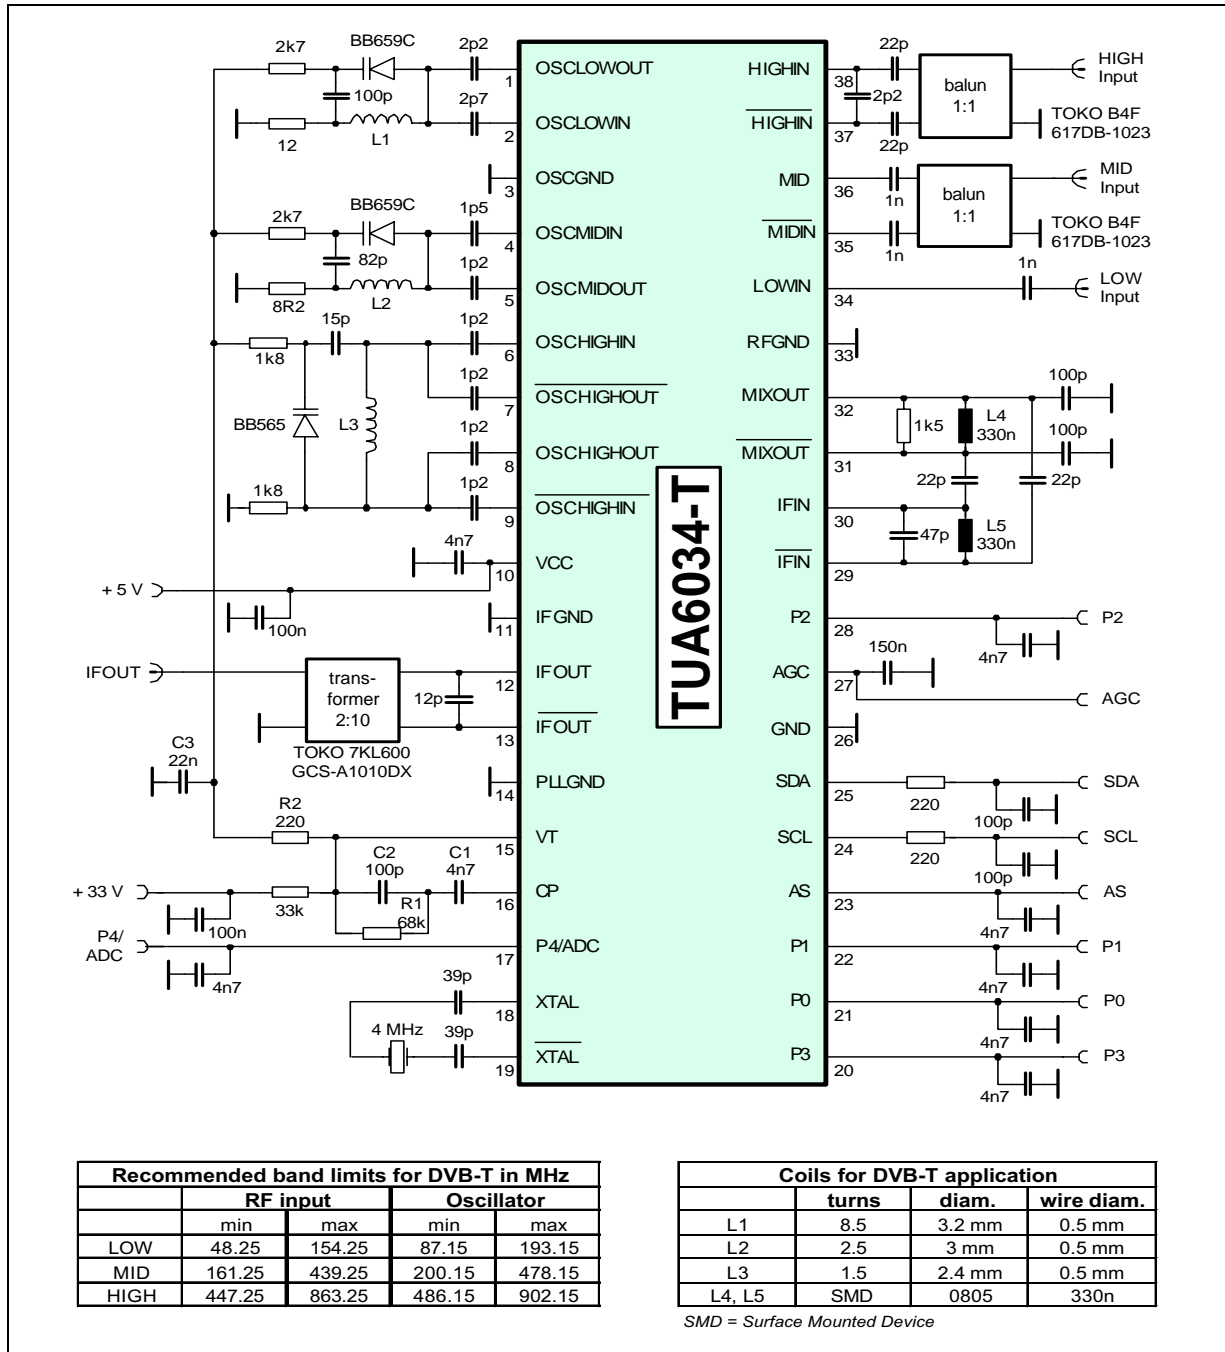 2k7
BB659C
2p2
100p
2p7
12
L1
2k7
BB659C
1p5
82p
1p2
8R2
L2
15p
1p2
1k8
1p2
BB565
L3
1p2
1k8
1p2
4n7
+ 5 V
100n
IFOUT
trans-
former
2:10
12p
TOKO 7KL600
GCS-A1010DX
C3
22n
R2
220
+ 33 V
33k
C2
100p
C1
4n7
R1
68k
100n
P4/
ADC
4n7
39p
4 MHz
39p
1 OSCLOWOUT
2 OSCLOWIN
3 OSCGND
4 OSCMIDIN
5 OSCMIDOUT
6 OSCHIGHIN
7 OSCHIGHOUT
8 OSCHIGHOUT
9 OSCHIGHIN
10 VCC
11 IFGND
12 IFOUT
13 IFOUT
14 PLLGND
15 VT
16 CP
17 P4/ADC
18 XTAL
19 XTAL
TUA6034-T
HIGHIN 38
HIGHIN 37
MID 36
MIDIN 35
LOWIN 34
RFGND 33
MIXOUT 32
MIXOUT 31
IFIN 30
IFIN 29
P2 28
AGC 27
GND 26
SDA 25
SCL 24
AS 23
P1 22
P0 21
P3 20
22p
2p2
22p
balun
1:1
HIGH
Input
TOKO B4F
617DB-1023
1n
1n
balun
1:1
MID
Input
TOKO B4F
617DB-1023
1n
LOW
Input
100p
1k5
L4
330n
100p
22p
22p
47p
L5
330n
P2
4n7
150n
AGC
220
100p
SDA
220
100p
SCL
AS
4n7
P1
4n7
P0
4n7
P3
4n7
Recommended band limits for DVB-T in MHz
RF input Oscillator
min max min max
LOW 48.25 154.25 87.15 193.15
MID 161.25 439.25 200.15 478.15
HIGH 447.25 863.25 486.15 902.15
Coils for DVB-T application
turns diam. wire diam.
L1 8.5 3.2 mm 0.5 mm
L2 2.5 3 mm 0.5 mm
L3 1.5 2.4 mm 0.5 mm
L4, L5 SMD 0805 330n
SMD = Surface Mounted Device